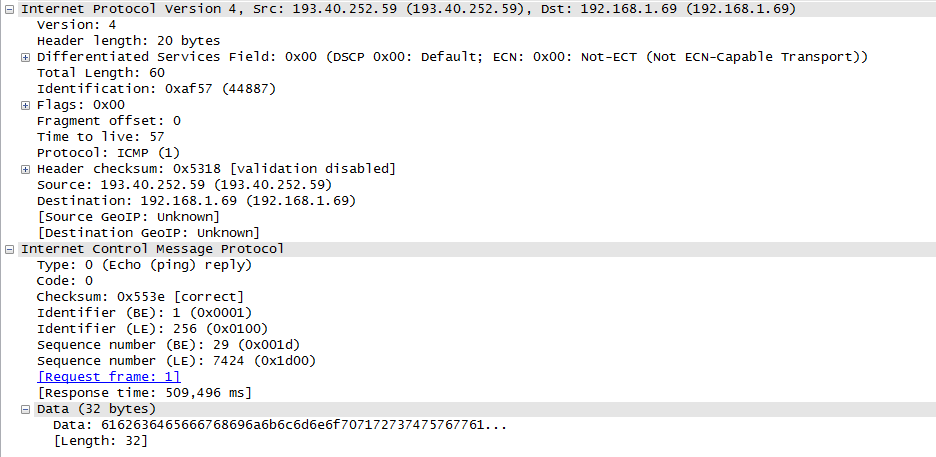 Internet Protocol Version 4, Src: 193.40.252.59 (193.40.252.59), Dst: 192.168.1.69 (192.168.1.69)
Version: 4
Header length: 20 bytes
Differentiated Services Field: 0x00 (DSCP 0x00: Default; ECN: 0x00: Not-ECT (Not ECN-Capable Transport))
Total Length: 60
Identification: 0xaf57 (44887)
Flags: 0x00
Fragment offset: 0
Time to live: 57
Protocol: ICMP (1)
Header checksum: 0x5318 [validation disabled]
Source: 193.40.252.59 (193.40.252.59)
Destination: 192.168.1.69 (192.168.1.69)
[Source GeoIP: Unknown]
[Destination GeoIP: Unknown]
Internet Control Message Protocol
Type: 0 (Echo (ping) reply)
Code: 0
Checksum: 0x553e [correct]
Identifier (BE): 1 (0x0001)
Identifier (LE): 256 (0x0100)
Sequence number (BE): 29 (0x001d)
Sequence number (LE): 7424 (0x1d00)
[Request frame: 1]
[Response time: 509,496 ms]
Data (32 bytes)
Data: 6162636465666768696a6b6c6d6e6f707172737475767761...
[Length: 32]